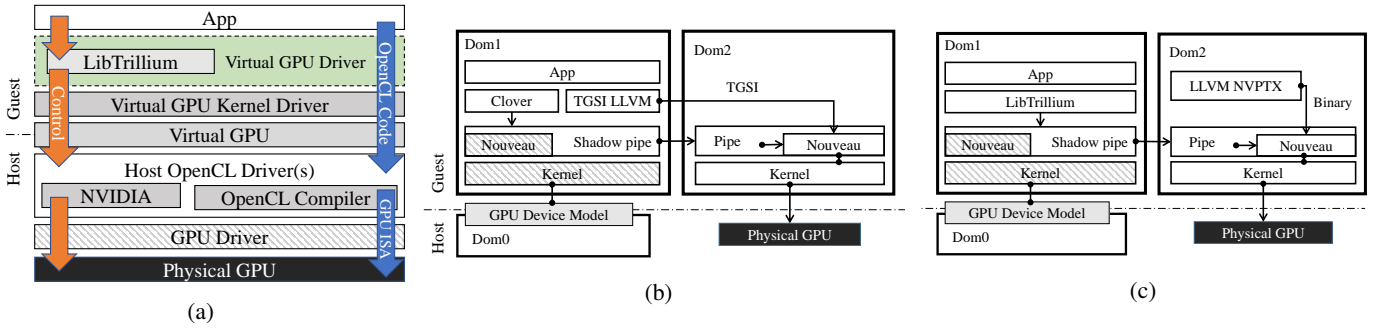 App
LibTrillium
Virtual GPU Driver
OpenCL Code
Control
Guest
Virtual GPU Kernel Driver
Virtual GPU
Host
Host OpenCL Driver(s)
NVIDIA
OpenCL Compiler
GPU ISA
GPU Driver
Physical GPU
(a)
Dom1
App
Clover
TGSI LLVM
Nouveau
Shadow pipe
Kernel
Guest
Host
GPU Device Model
Dom0
Dom2
TGSI
Pipe
Nouveau
Kernel
Physical GPU
(b)
Dom1
App
LibTrillium
Nouveau
Shadow pipe
Kernel
Guest
Host
GPU Device Model
Dom0
Dom2
LLVM NVPTX
Binary
Pipe
Nouveau
Kernel
Physical GPU
(c)